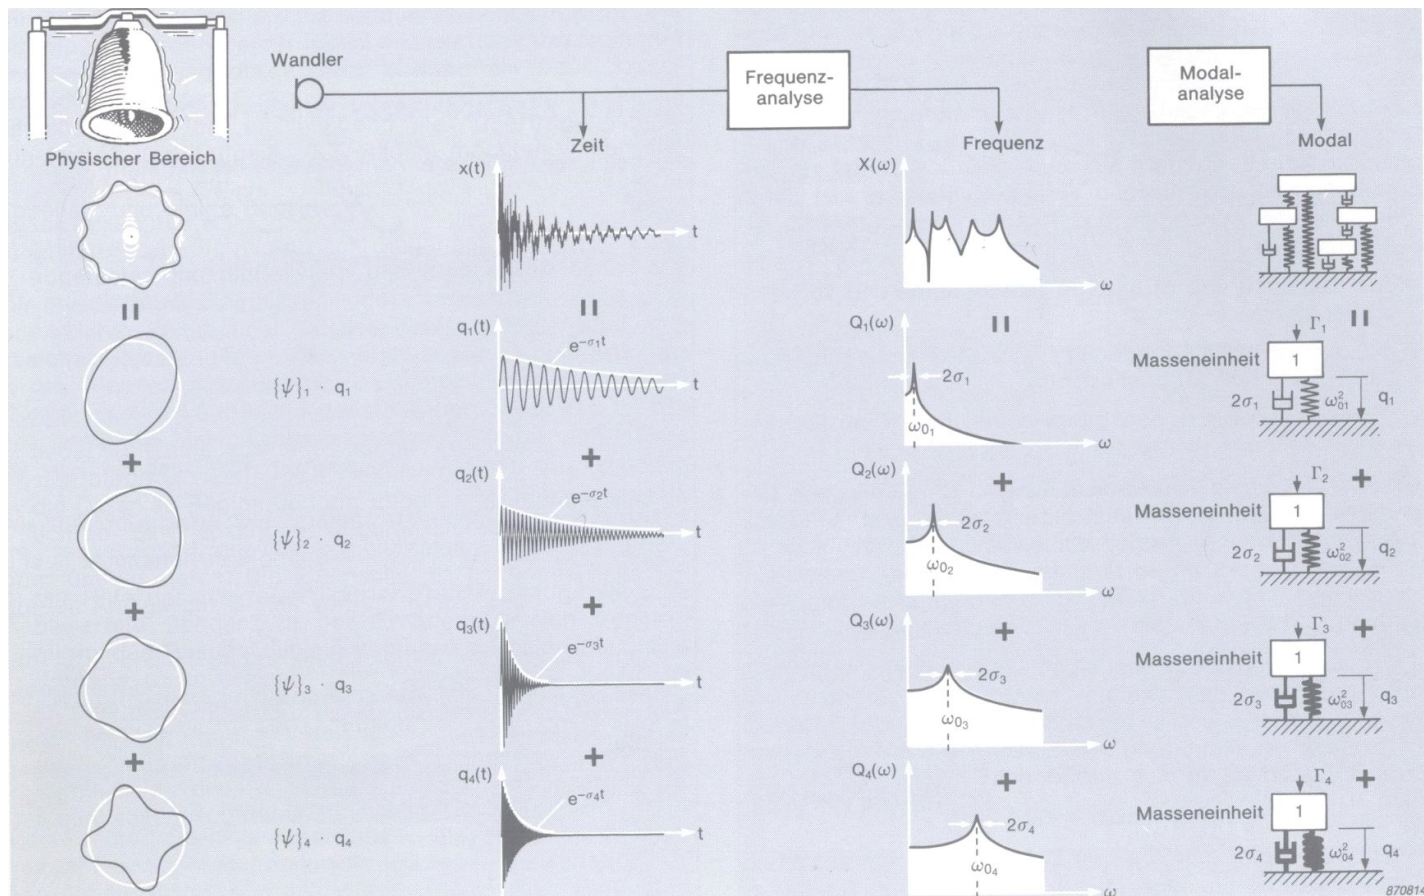 Wandler
Frequenz-
analyse
Modal-
analyse
Physischer Bereich
Zeit
Frequenz
Modal
x(t)
t
X(ω)
ω
{ψ}₁ · q₁
q₁(t)
e^−σ₁t
t
Q₁(ω)
2σ₁
ω₀₁
ω
Γ₁
Masseneinheit
1
2σ₁
ω²₀₁
q₁
{ψ}₂ · q₂
q₂(t)
e^−σ₂t
t
Q₂(ω)
2σ₂
ω₀₂
ω
Γ₂
Masseneinheit
1
2σ₂
ω²₀₂
q₂
{ψ}₃ · q₃
q₃(t)
e^−σ₃t
t
Q₃(ω)
2σ₃
ω₀₃
ω
Γ₃
Masseneinheit
1
2σ₃
ω²₀₃
q₃
{ψ}₄ · q₄
q₄(t)
e^−σ₄t
t
Q₄(ω)
2σ₄
ω₀₄
ω
Γ₄
Masseneinheit
1
2σ₄
ω²₀₄
q₄
870814